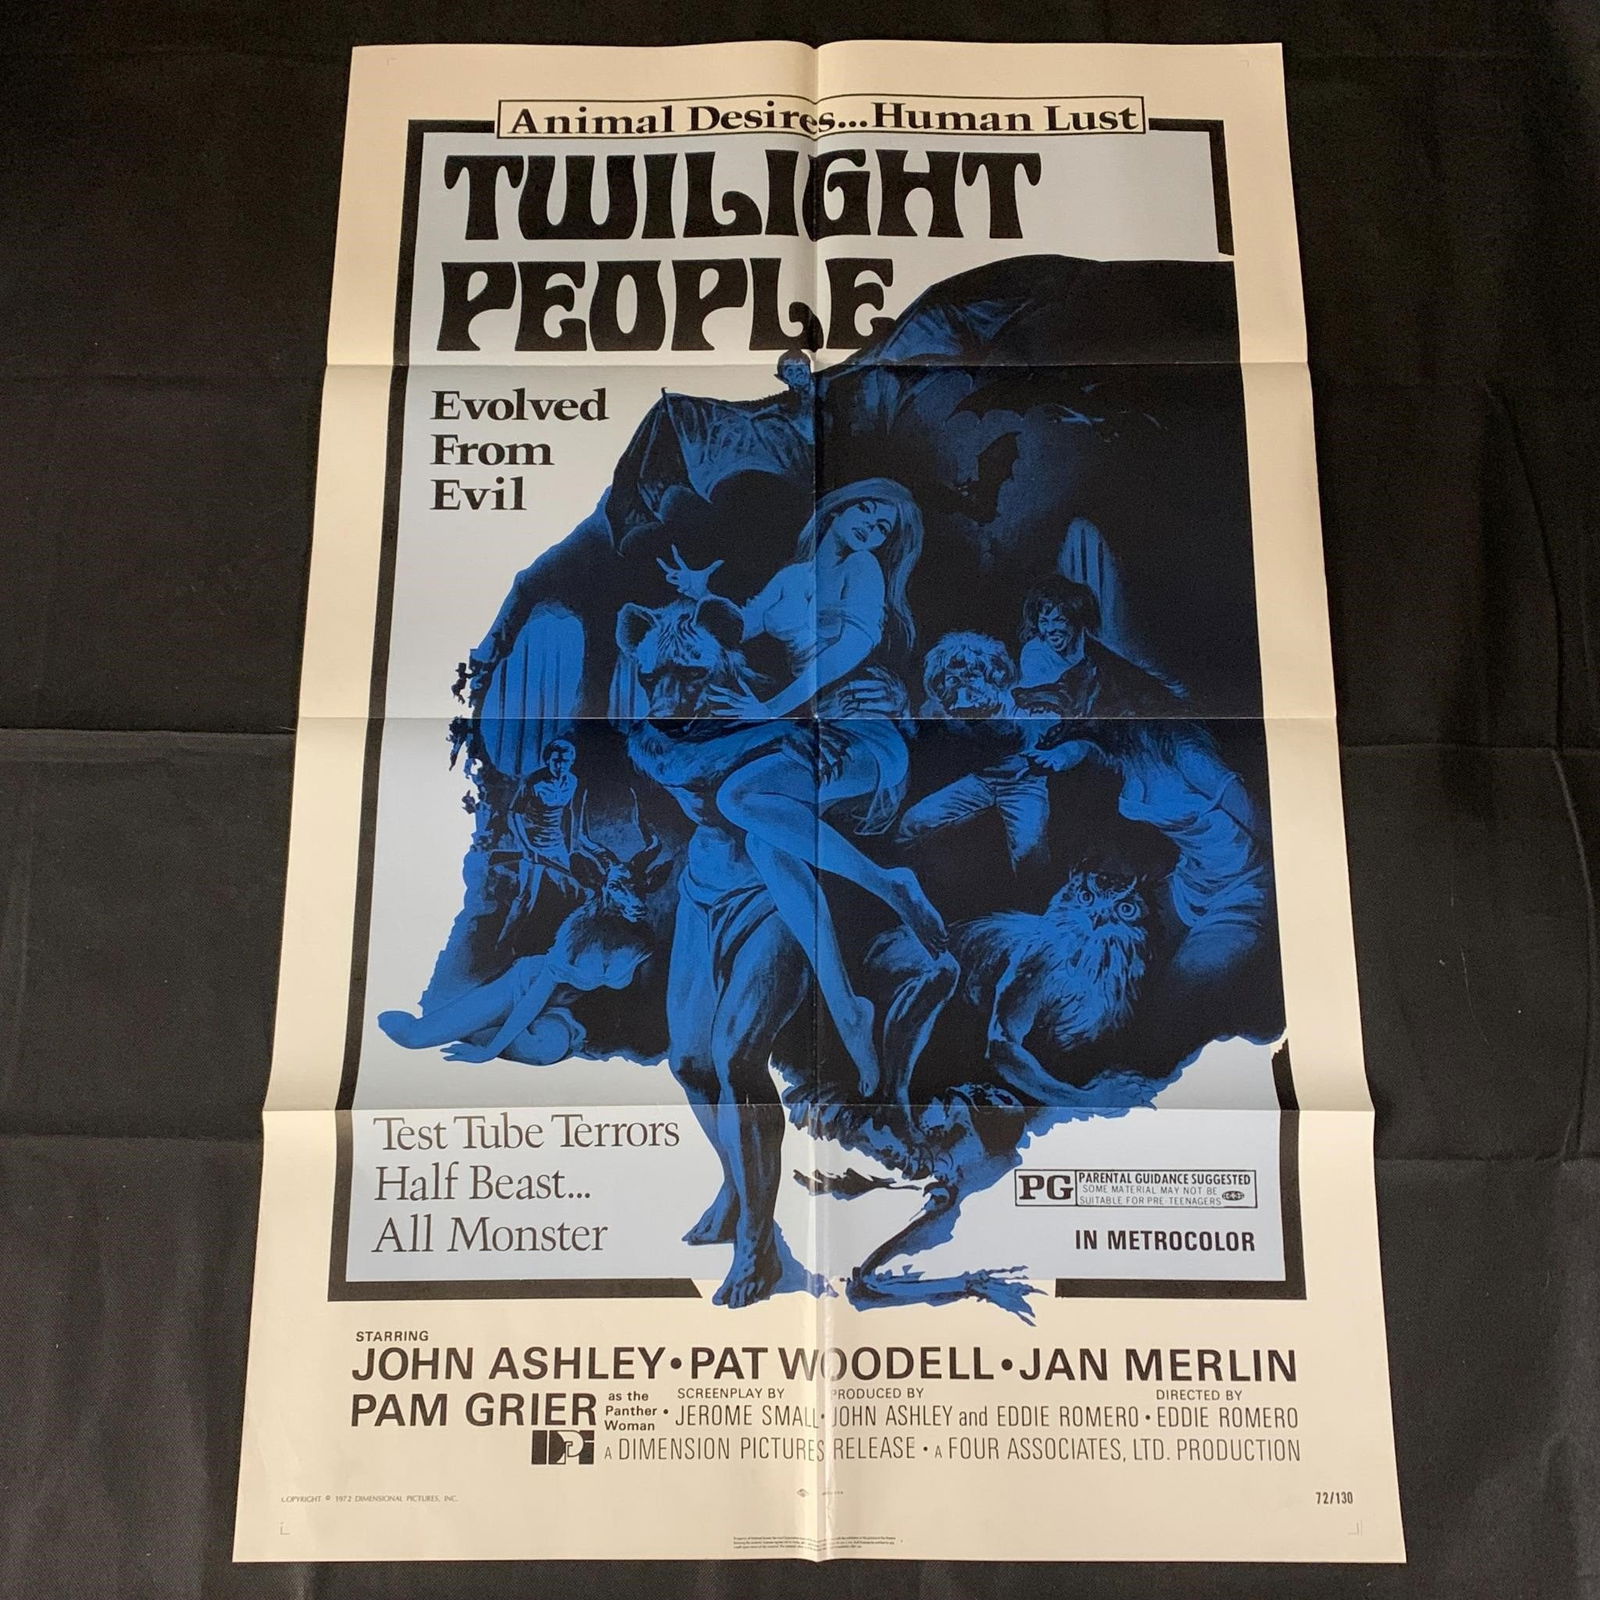 Animal Desires...Human Lust
TWILIGHT
PEOPLE
Evolved
From
Evil
Test Tube Terrors
Half Beast...
All Monster
PG PARENTAL GUIDANCE SUGGESTED
SOME MATERIAL MAY NOT BE
SUITABLE FOR PRE-TEENAGERS
IN METROCOLOR
STARRING
JOHN ASHLEY • PAT WOODELL • JAN MERLIN
PAM GRIER as the Panther Woman • SCREENPLAY BY JEROME SMALL • PRODUCED BY JOHN ASHLEY and EDDIE ROMERO • DIRECTED BY EDDIE ROMERO
DPI A DIMENSION PICTURES RELEASE • A FOUR ASSOCIATES, LTD. PRODUCTION
COPYRIGHT © 1972 DIMENSIONAL PICTURES, INC.
72/130